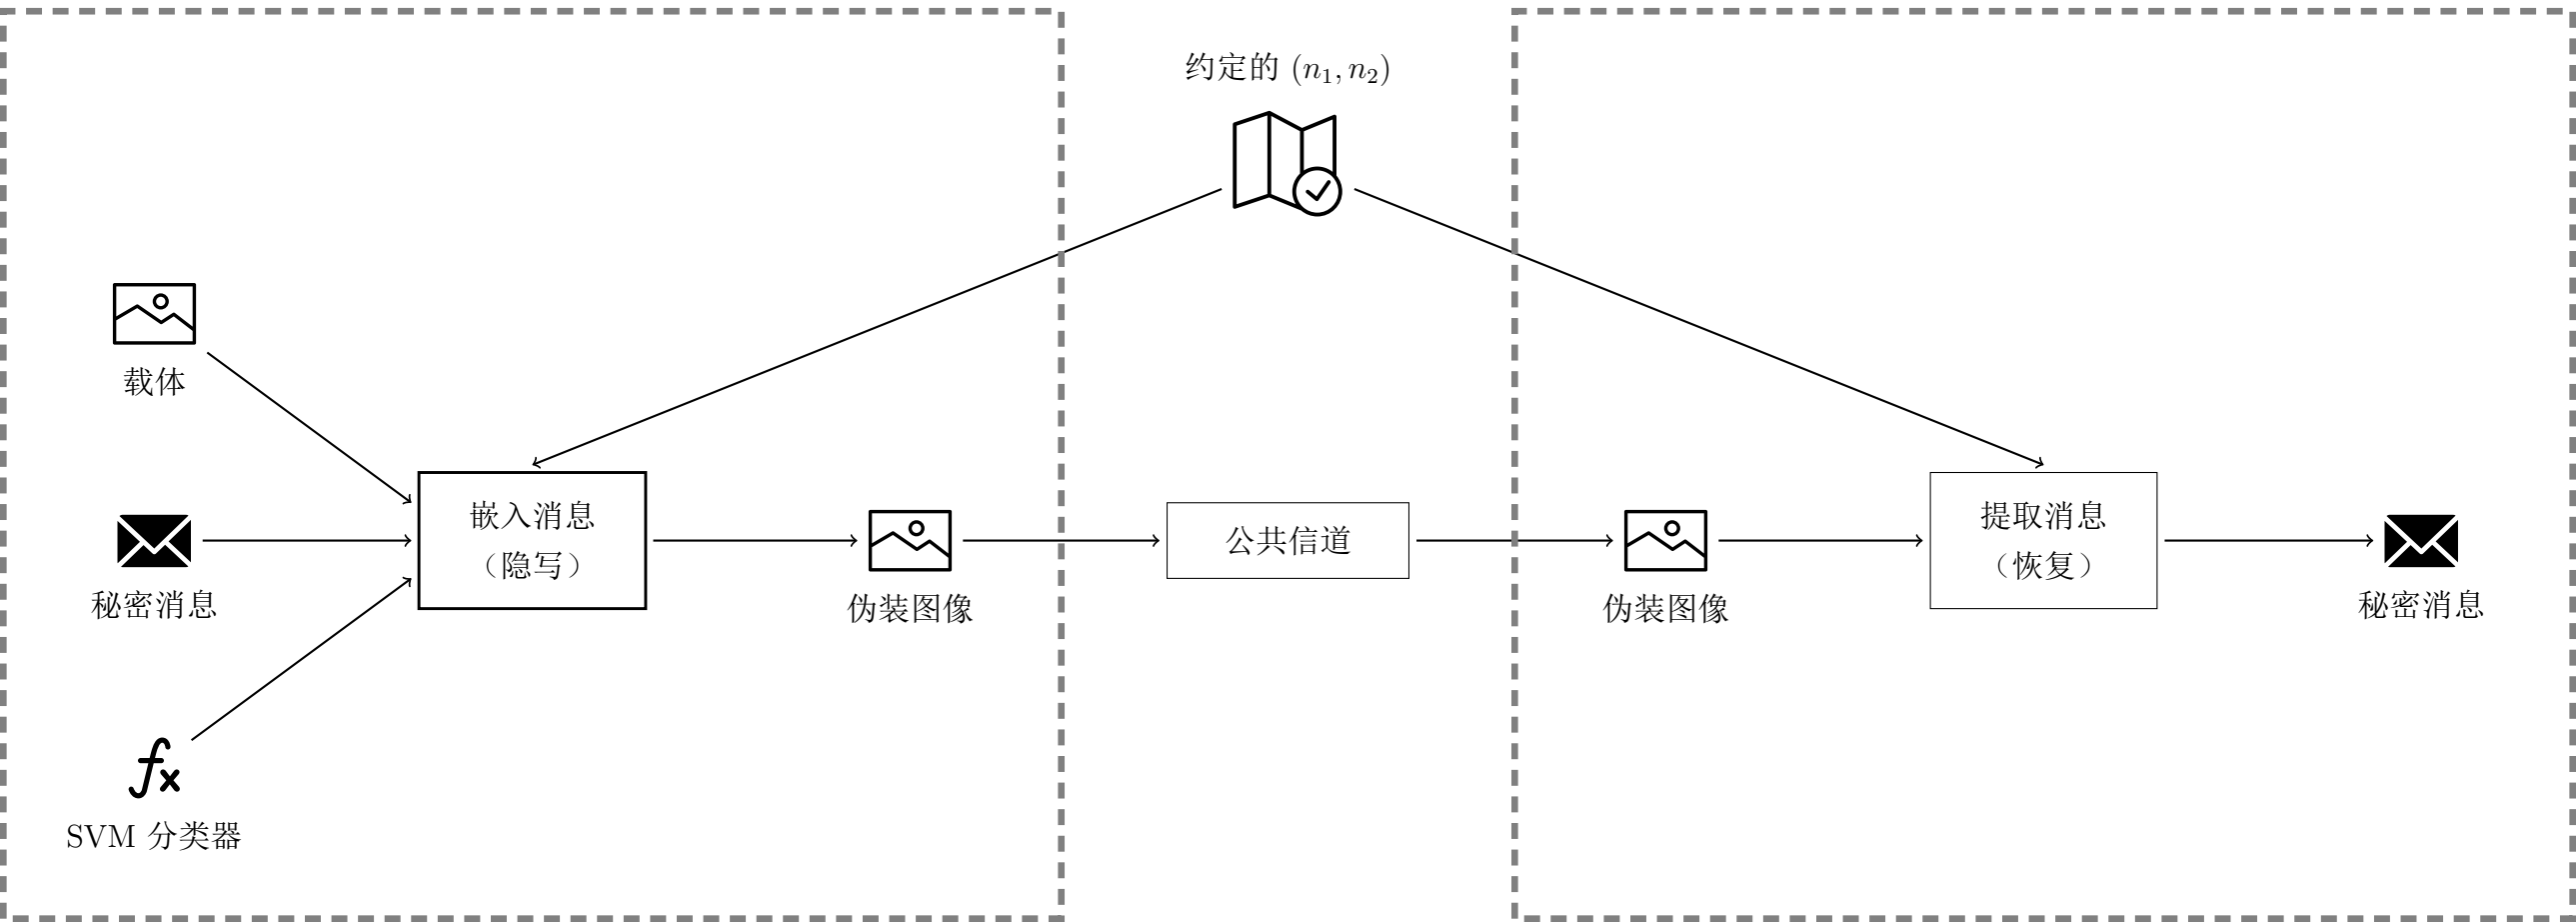 约定的 (n₁, n₂)
载体
嵌入消息
（隐写）
秘密消息
伪装图像
公共信道
伪装图像
提取消息
（恢复）
秘密消息
fx
SVM 分类器